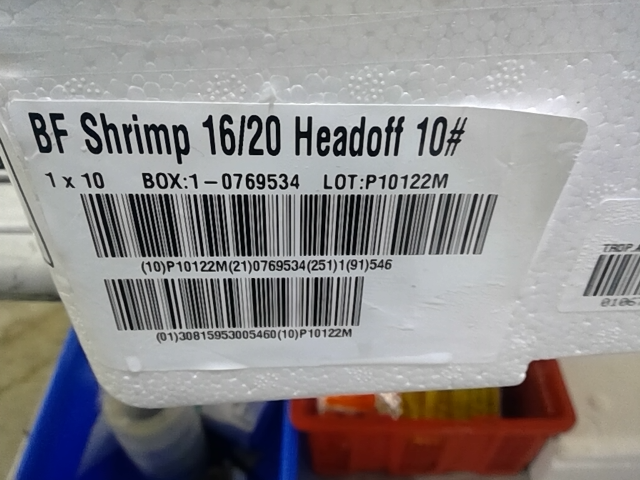 BF Shrimp 16/20 Headoff 10#
1 x 10 BOX:1-0769534 LOT:P10122M
(10)P10122M(21)0769534(251)1(91)546
(01)30815953005460(10)P10122M
TROP